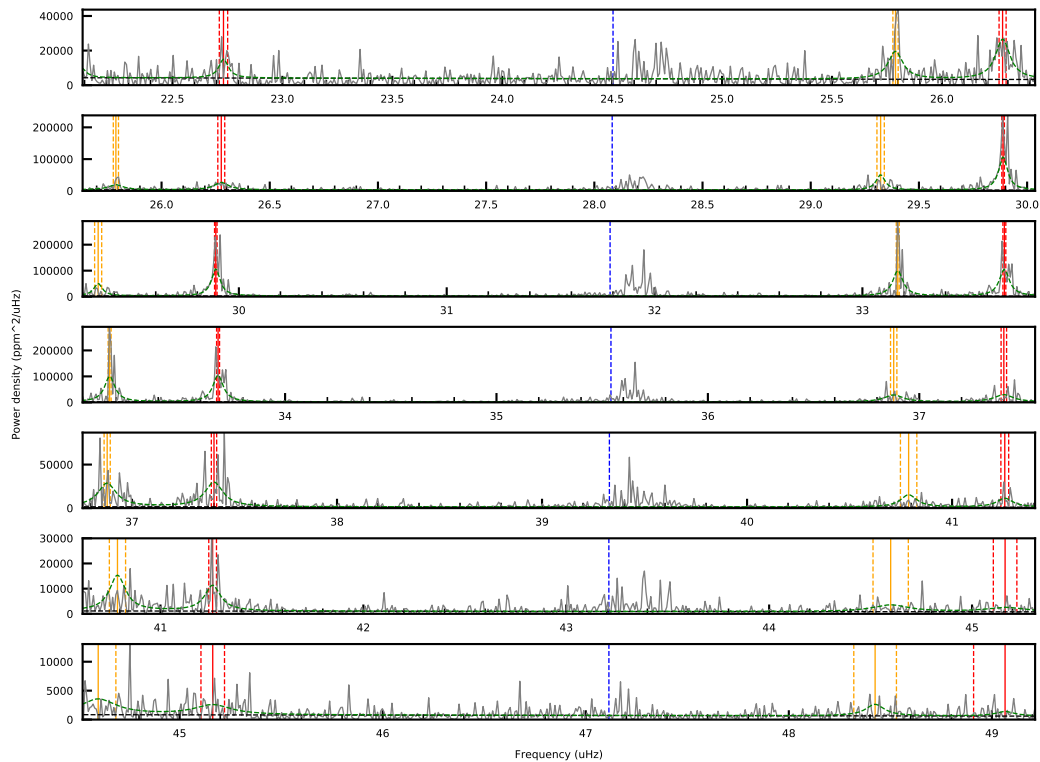 40000
20000
0
22.5 23.0 23.5 24.0 24.5 25.0 25.5 26.0
200000
100000
0
26.0 26.5 27.0 27.5 28.0 28.5 29.0 29.5 30.0
200000
100000
0
30 31 32 33
Power density (ppm^2/uHz)
200000
100000
0
34 35 36 37
50000
0
37 38 39 40 41
30000
20000
10000
0
41 42 43 44 45
10000
5000
0
45 46 47 48 49
Frequency (uHz)